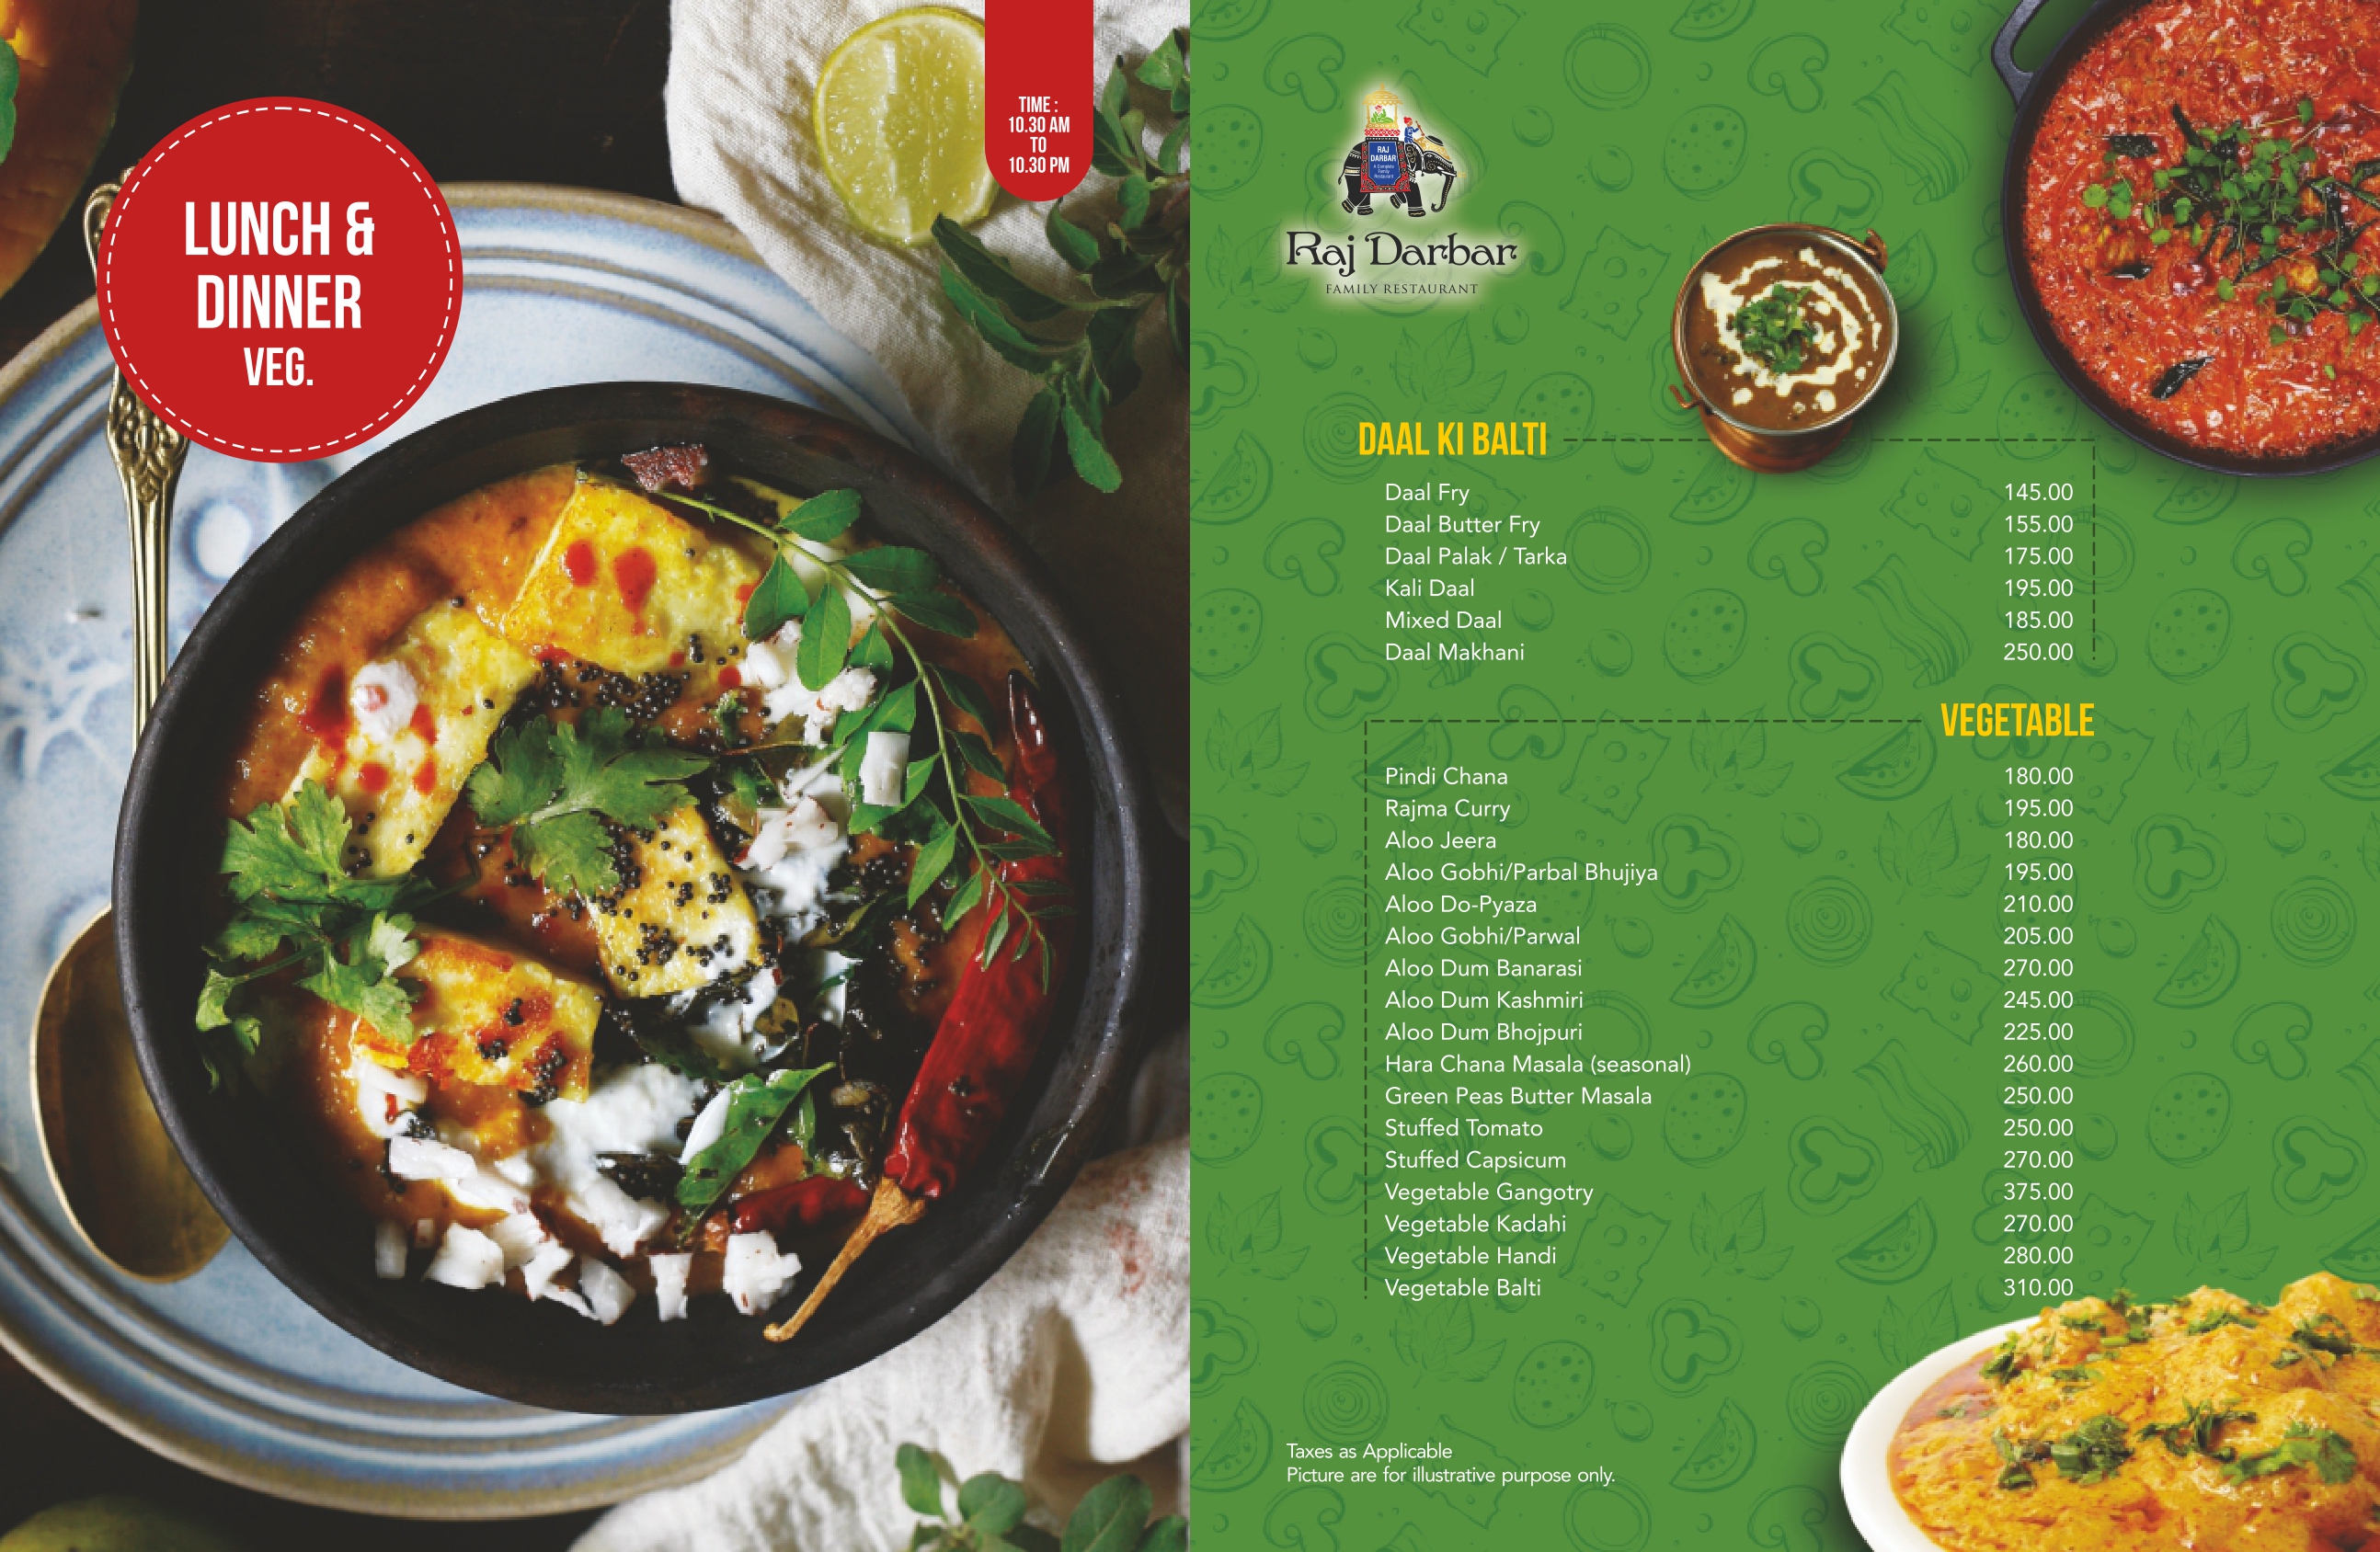 LUNCH &
DINNER
VEG.
TIME :
10.30 AM
TO
10.30 PM
RAJ
DARBAR
A Complete
Family
Restaurant
Raj Darbar
FAMILY RESTAURANT
DAAL KI BALTI
Daal Fry 145.00
Daal Butter Fry 155.00
Daal Palak / Tarka 175.00
Kali Daal 195.00
Mixed Daal 185.00
Daal Makhani 250.00
VEGETABLE
Pindi Chana 180.00
Rajma Curry 195.00
Aloo Jeera 180.00
Aloo Gobhi/Parbal Bhujiya 195.00
Aloo Do-Pyaza 210.00
Aloo Gobhi/Parwal 205.00
Aloo Dum Banarasi 270.00
Aloo Dum Kashmiri 245.00
Aloo Dum Bhojpuri 225.00
Hara Chana Masala (seasonal) 260.00
Green Peas Butter Masala 250.00
Stuffed Tomato 250.00
Stuffed Capsicum 270.00
Vegetable Gangotry 375.00
Vegetable Kadahi 270.00
Vegetable Handi 280.00
Vegetable Balti 310.00
Taxes as Applicable
Picture are for illustrative purpose only.